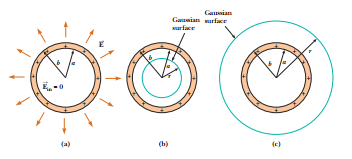 Gaussian
surface
Gaussian
surface
E
b
a
E_in = 0
b
a
r
b
a
r
(a)
(b)
(c)